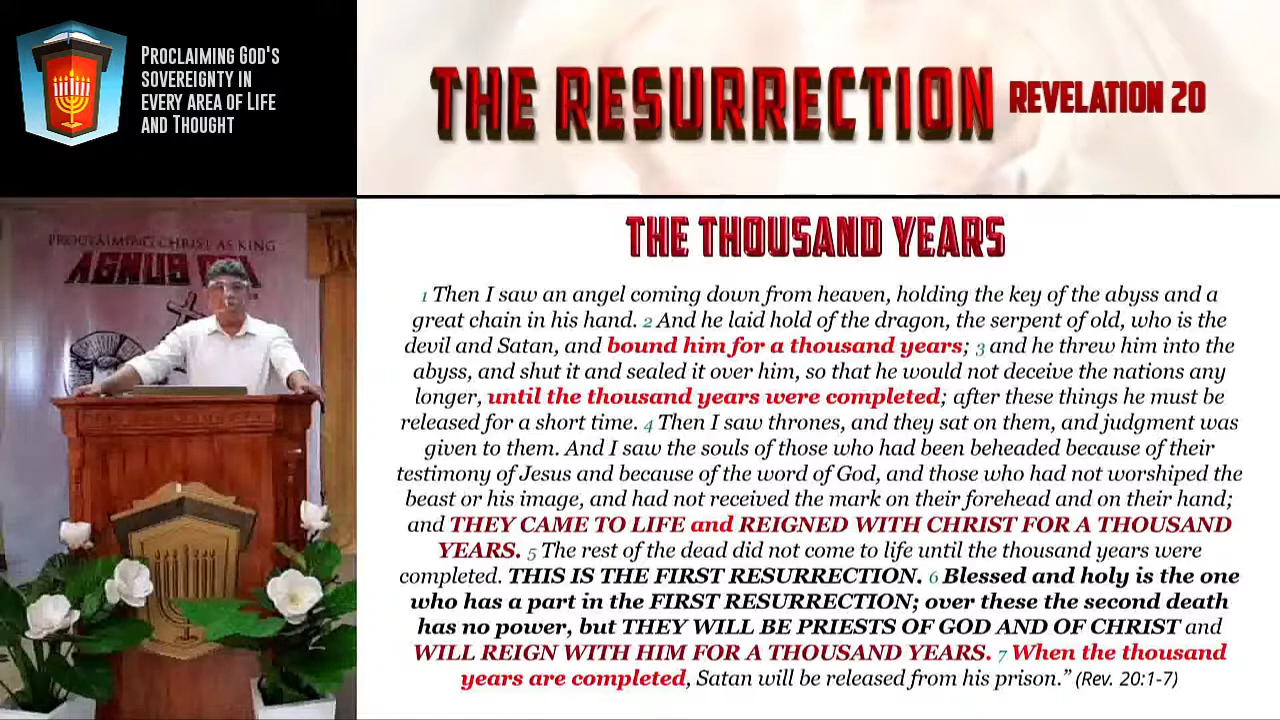 PROCLAIMING GOD'S
SOVEREIGNTY IN
EVERY AREA OF LIFE
AND THOUGHT
THE RESURRECTION REVELATION 20
PROCLAIMING CHRIST AS KING
AGNUS DEI
THE THOUSAND YEARS
1 Then I saw an angel coming down from heaven, holding the key of the abyss and a
great chain in his hand. 2 And he laid hold of the dragon, the serpent of old, who is the
devil and Satan, and bound him for a thousand years; 3 and he threw him into the
abyss, and shut it and sealed it over him, so that he would not deceive the nations any
longer, until the thousand years were completed; after these things he must be
released for a short time. 4 Then I saw thrones, and they sat on them, and judgment was
given to them. And I saw the souls of those who had been beheaded because of their
testimony of Jesus and because of the word of God, and those who had not worshiped the
beast or his image, and had not received the mark on their forehead and on their hand;
and THEY CAME TO LIFE and REIGNED WITH CHRIST FOR A THOUSAND
YEARS. 5 The rest of the dead did not come to life until the thousand years were
completed. THIS IS THE FIRST RESURRECTION. 6 Blessed and holy is the one
who has a part in the FIRST RESURRECTION; over these the second death
has no power, but THEY WILL BE PRIESTS OF GOD AND OF CHRIST and
WILL REIGN WITH HIM FOR A THOUSAND YEARS. 7 When the thousand
years are completed, Satan will be released from his prison.” (Rev. 20:1-7)